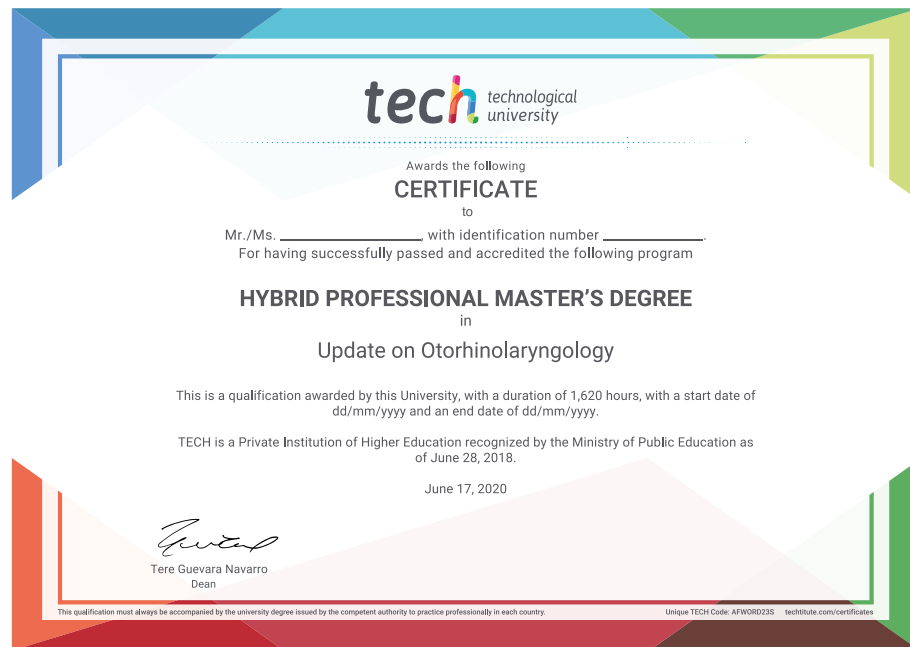 tech technological
university
Awards the following
CERTIFICATE
to
Mr./Ms. ____________________, with identification number ______________.
For having successfully passed and accredited the following program
HYBRID PROFESSIONAL MASTER'S DEGREE
in
Update on Otorhinolaryngology
This is a qualification awarded by this University, with a duration of 1,620 hours, with a start date of
dd/mm/yyyy and an end date of dd/mm/yyyy.
TECH is a Private Institution of Higher Education recognized by the Ministry of Public Education as
of June 28, 2018.
June 17, 2020
Tere Guevara Navarro
Dean
This qualification must always be accompanied by the university degree issued by the competent authority to practice professionally in each country. Unique TECH Code: AFWORD23S techtitute.com/certificates